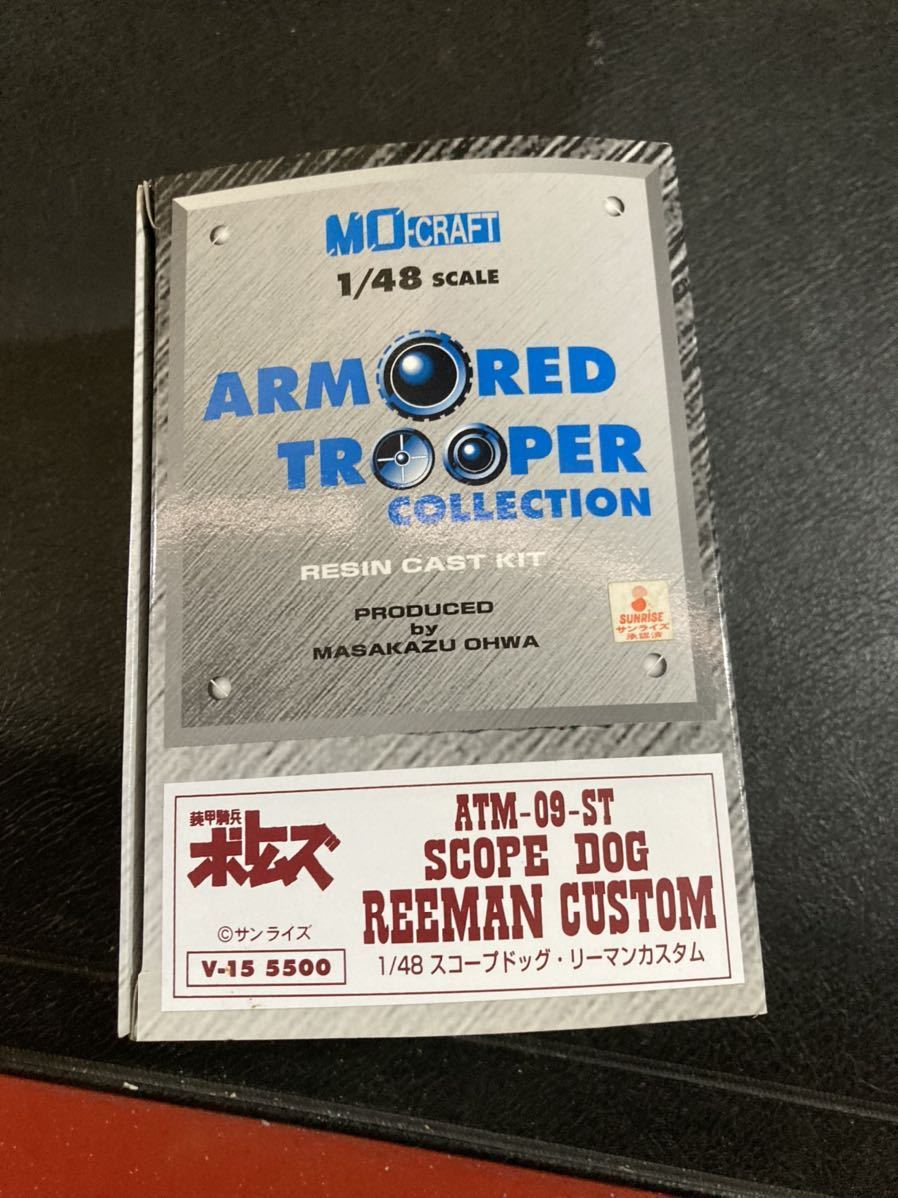 MO-CRAFT
1/48 SCALE
ARMORED
TROOPER
COLLECTION
RESIN CAST KIT
PRODUCED
by
MASAKAZU OHWA
SUNRISE
サンライズ
承認済
装甲騎兵
ボトムズ
©サンライズ
V-15 5500
ATM-09-ST
SCOPE DOG
REEMAN CUSTOM
1/48 スコープドッグ・リーマンカスタム